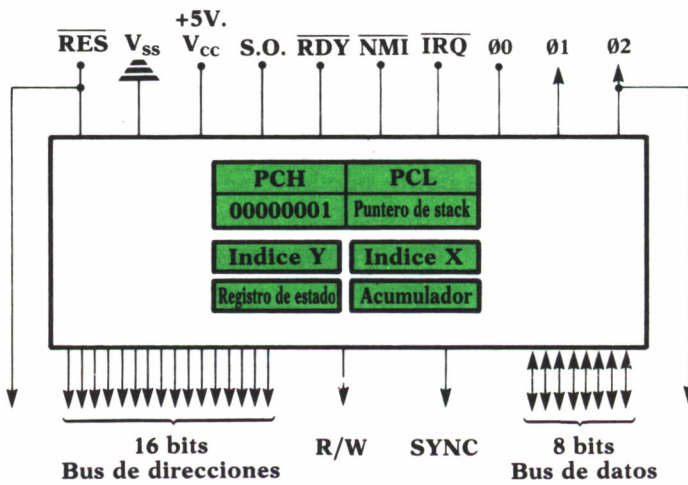 +5V.
RES Vss Vcc S.O. RDY NMI IRQ Ø0 Ø1 Ø2
PCH PCL
00000001 Puntero de stack
Indice Y Indice X
Registro de estado Acumulador
16 bits R/W SYNC 8 bits
Bus de direcciones Bus de datos